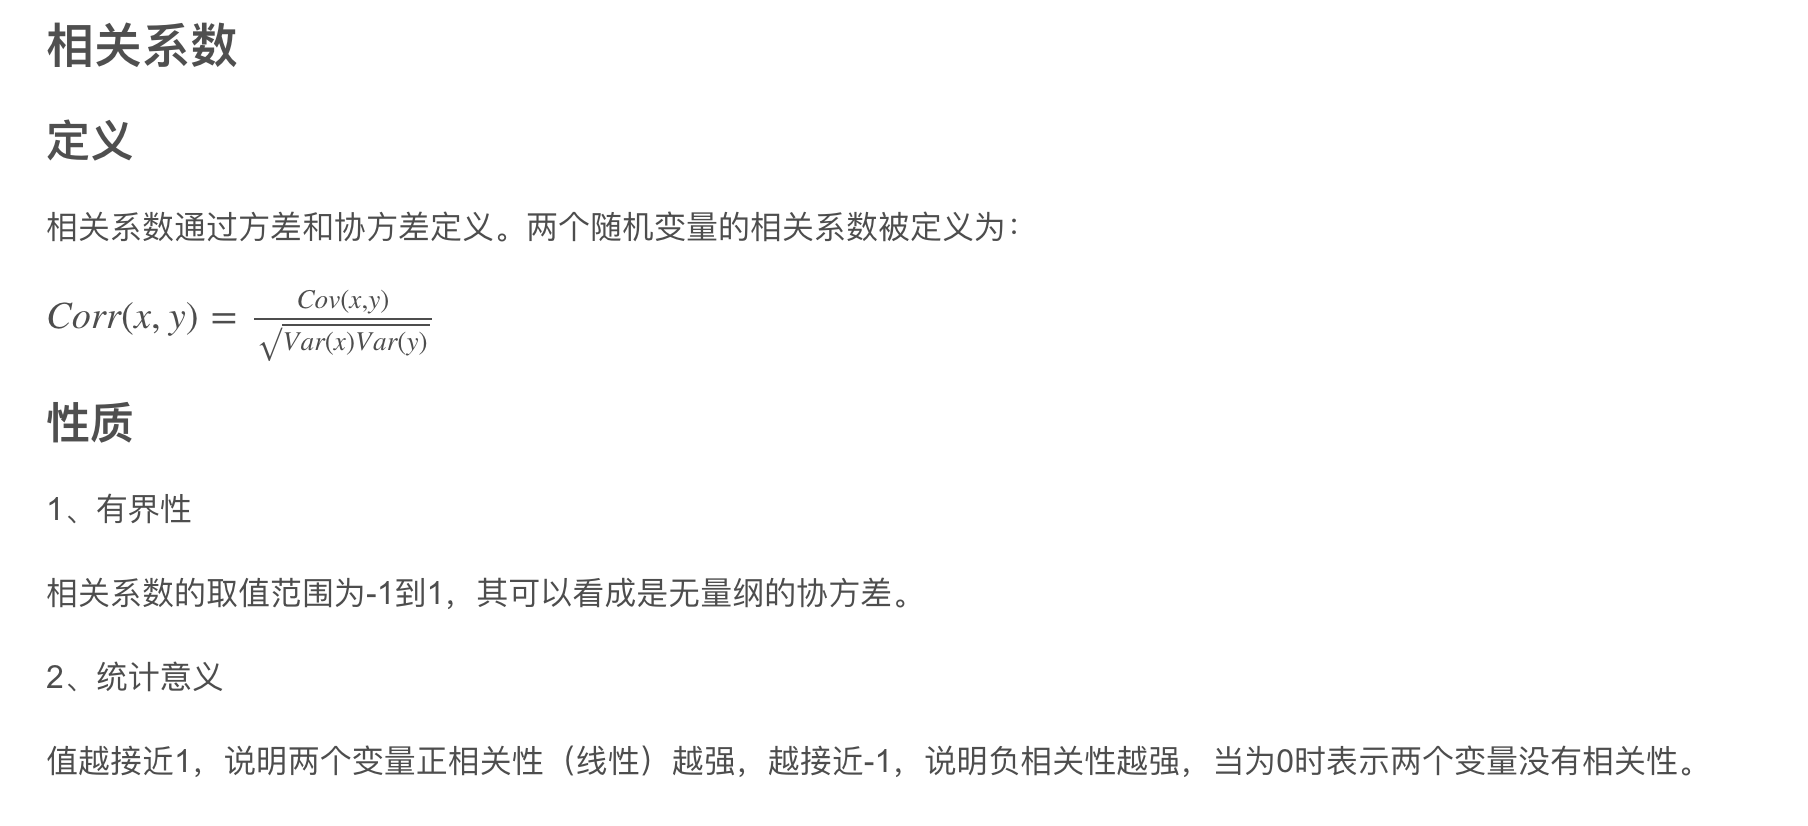 相关系数
定义
相关系数通过方差和协方差定义。两个随机变量的相关系数被定义为：
Corr(x, y) = \frac{Cov(x,y)}{\sqrt{Var(x)Var(y)}}
性质
1、有界性
相关系数的取值范围为-1到1，其可以看成是无量纲的协方差。
2、统计意义
值越接近1，说明两个变量正相关性（线性）越强，越接近-1，说明负相关性越强，当为0时表示两个变量没有相关性。